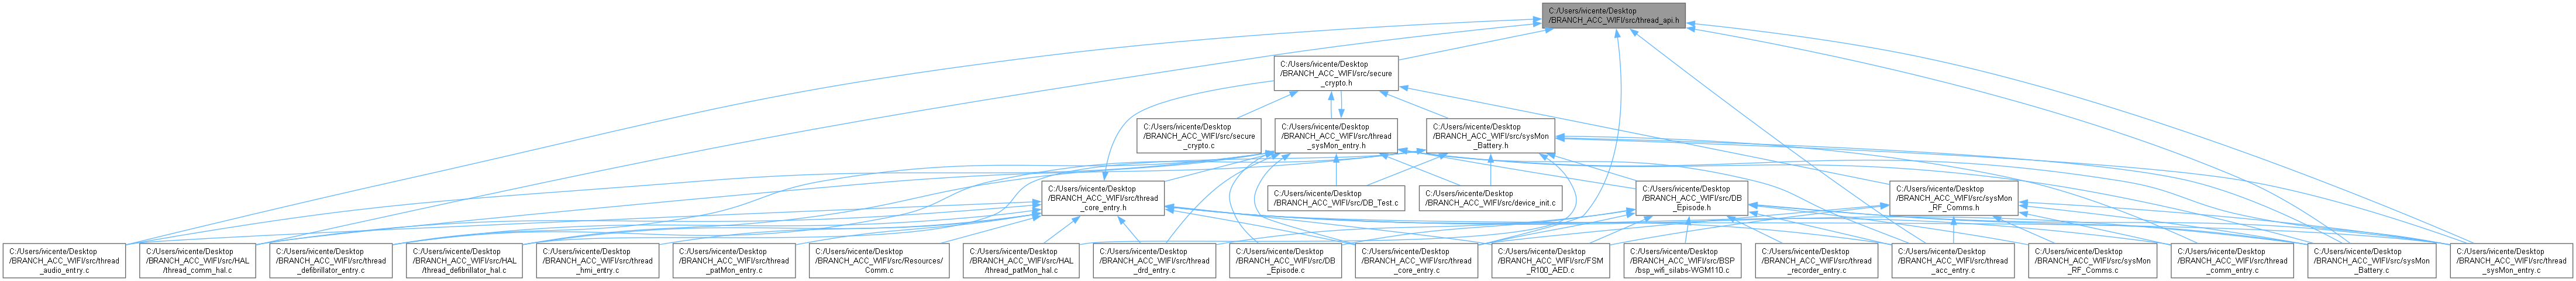 C:/Users/ivicente/Desktop
/BRANCH_ACC_WIFI/src/thread_api.h
C:/Users/ivicente/Desktop
/BRANCH_ACC_WIFI/src/secure
_crypto.h
C:/Users/ivicente/Desktop
/BRANCH_ACC_WIFI/src/secure
_crypto.c
C:/Users/ivicente/Desktop
/BRANCH_ACC_WIFI/src/thread
_sysMon_entry.h
C:/Users/ivicente/Desktop
/BRANCH_ACC_WIFI/src/sysMon
_Battery.h
C:/Users/ivicente/Desktop
/BRANCH_ACC_WIFI/src/thread
_core_entry.h
C:/Users/ivicente/Desktop
/BRANCH_ACC_WIFI/src/DB_Test.c
C:/Users/ivicente/Desktop
/BRANCH_ACC_WIFI/src/device_init.c
C:/Users/ivicente/Desktop
/BRANCH_ACC_WIFI/src/DB
_Episode.h
C:/Users/ivicente/Desktop
/BRANCH_ACC_WIFI/src/sysMon
_RF_Comms.h
C:/Users/ivicente/Desktop
/BRANCH_ACC_WIFI/src/thread
_audio_entry.c
C:/Users/ivicente/Desktop
/BRANCH_ACC_WIFI/src/HAL
/thread_comm_hal.c
C:/Users/ivicente/Desktop
/BRANCH_ACC_WIFI/src/thread
_defibrillator_entry.c
C:/Users/ivicente/Desktop
/BRANCH_ACC_WIFI/src/HAL
/thread_defibrillator_hal.c
C:/Users/ivicente/Desktop
/BRANCH_ACC_WIFI/src/thread
_hmi_entry.c
C:/Users/ivicente/Desktop
/BRANCH_ACC_WIFI/src/thread
_patMon_entry.c
C:/Users/ivicente/Desktop
/BRANCH_ACC_WIFI/src/Resources/
Comm.c
C:/Users/ivicente/Desktop
/BRANCH_ACC_WIFI/src/HAL
/thread_patMon_hal.c
C:/Users/ivicente/Desktop
/BRANCH_ACC_WIFI/src/thread
_drd_entry.c
C:/Users/ivicente/Desktop
/BRANCH_ACC_WIFI/src/DB
_Episode.c
C:/Users/ivicente/Desktop
/BRANCH_ACC_WIFI/src/thread
_core_entry.c
C:/Users/ivicente/Desktop
/BRANCH_ACC_WIFI/src/FSM
_R100_AED.c
C:/Users/ivicente/Desktop
/BRANCH_ACC_WIFI/src/BSP
/bsp_wifi_silabs-WGM110.c
C:/Users/ivicente/Desktop
/BRANCH_ACC_WIFI/src/thread
_recorder_entry.c
C:/Users/ivicente/Desktop
/BRANCH_ACC_WIFI/src/thread
_acc_entry.c
C:/Users/ivicente/Desktop
/BRANCH_ACC_WIFI/src/sysMon
_RF_Comms.c
C:/Users/ivicente/Desktop
/BRANCH_ACC_WIFI/src/thread
_comm_entry.c
C:/Users/ivicente/Desktop
/BRANCH_ACC_WIFI/src/sysMon
_Battery.c
C:/Users/ivicente/Desktop
/BRANCH_ACC_WIFI/src/thread
_sysMon_entry.c